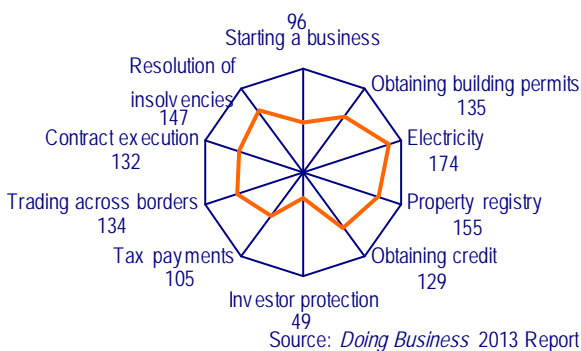 96
Starting a business
Obtaining building permits
135
Electricity
174
Property registry
155
Obtaining credit
129
Investor protection
49
Tax payments
105
Trading across borders
134
Contract execution
132
Resolution of
insolvencies
147
Source: Doing Business 2013 Report